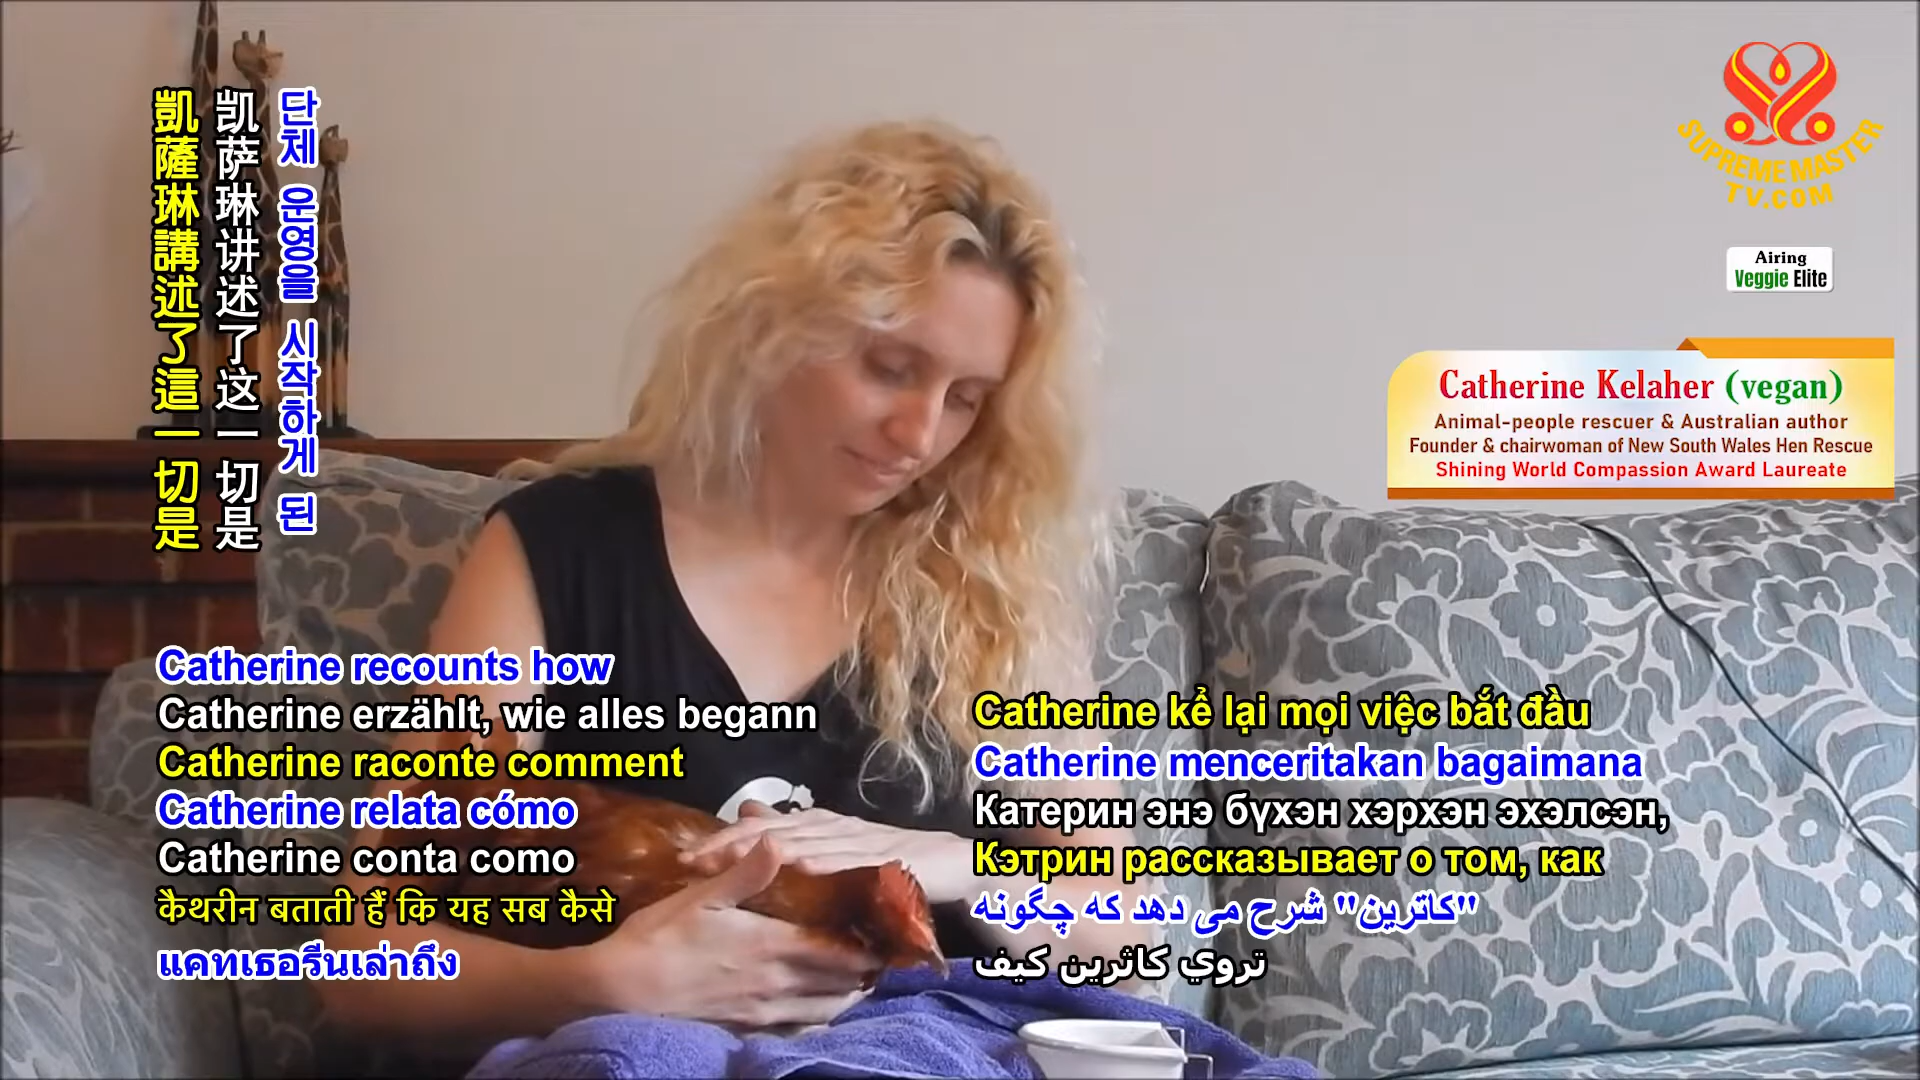 凱薩琳講述了這一切是
凯萨琳讲述了这一切是
단체 운영을 시작하게 된
SUPREME MASTER
TV.COM
Airing
Veggie Elite
Catherine Kelaher (vegan)
Animal-people rescuer & Australian author
Founder & chairwoman of New South Wales Hen Rescue
Shining World Compassion Award Laureate
Catherine recounts how
Catherine erzählt, wie alles begann
Catherine raconte comment
Catherine relata cómo
Catherine conta como
कैथरीन बताती हैं कि यह सब कैसे
แคทเธอรีนเล่าถึง
Catherine kể lại mọi việc bắt đầu
Catherine menceritakan bagaimana
Катерин энэ бүхэн хэрхэн эхэлсэн,
Кэтрин рассказывает о том, как
"کاترین" شرح می دهد که چگونه
تروي كاثرين كيف